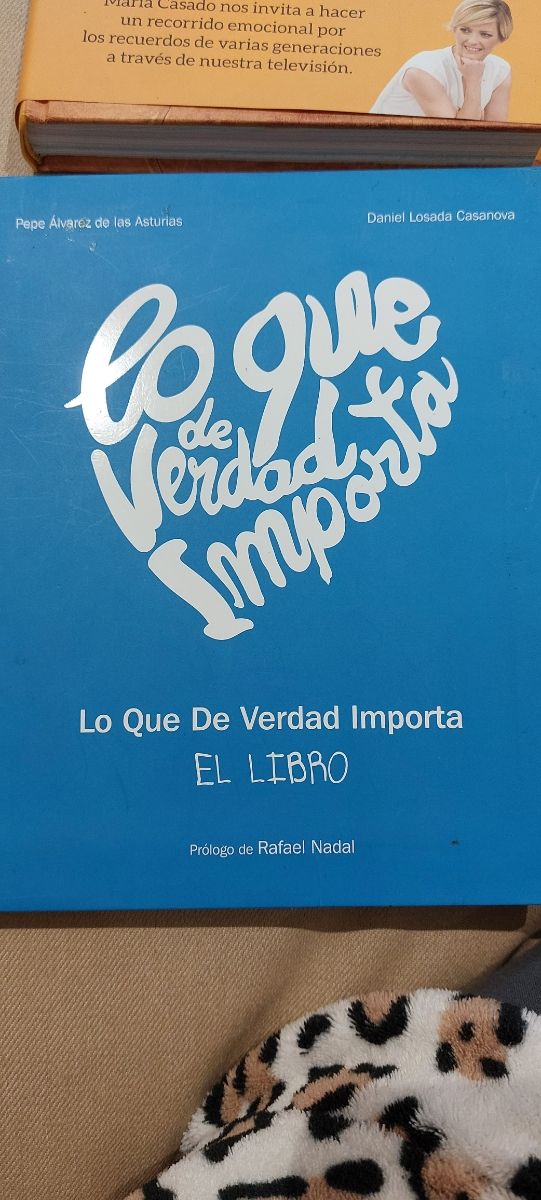 María Casado nos invita a hacer
un recorrido emocional por
los recuerdos de varias generaciones
a través de nuestra televisión.
Pepe Álvarez de las Asturias
Daniel Losada Casanova
lo que
de
verdad
Importa
Lo Que De Verdad Importa
EL LIBRO
Prólogo de Rafael Nadal